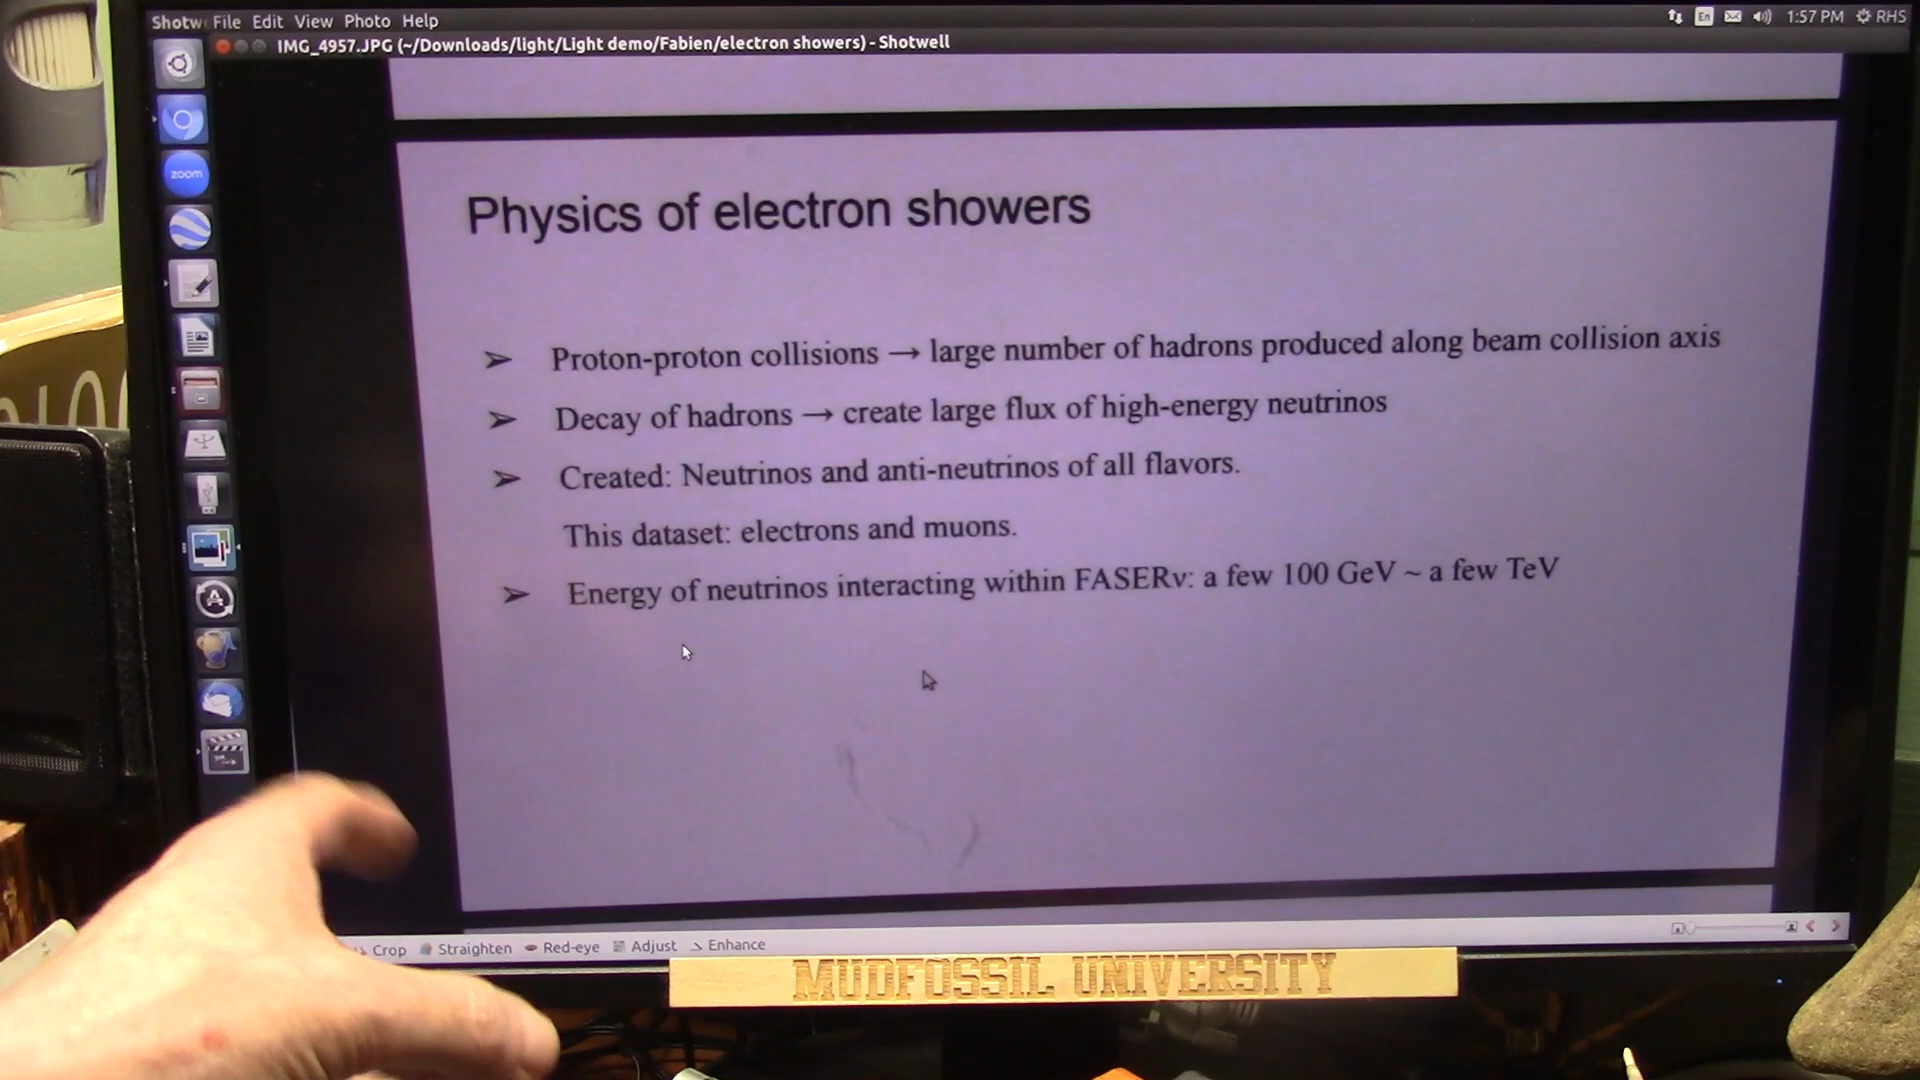 Shotw File Edit View Photo Help
En 1:57 PM RHS
IMG_4957.JPG (~/Downloads/light/Light demo/Fabien/electron showers) - Shotwell
zoom
Physics of electron showers
➢ Proton-proton collisions → large number of hadrons produced along beam collision axis
➢ Decay of hadrons → create large flux of high-energy neutrinos
➢ Created: Neutrinos and anti-neutrinos of all flavors.
This dataset: electrons and muons.
➢ Energy of neutrinos interacting within FASERν: a few 100 GeV ~ a few TeV
Crop Straighten Red-eye Adjust Enhance
MUDFOSSIL UNIVERSITY